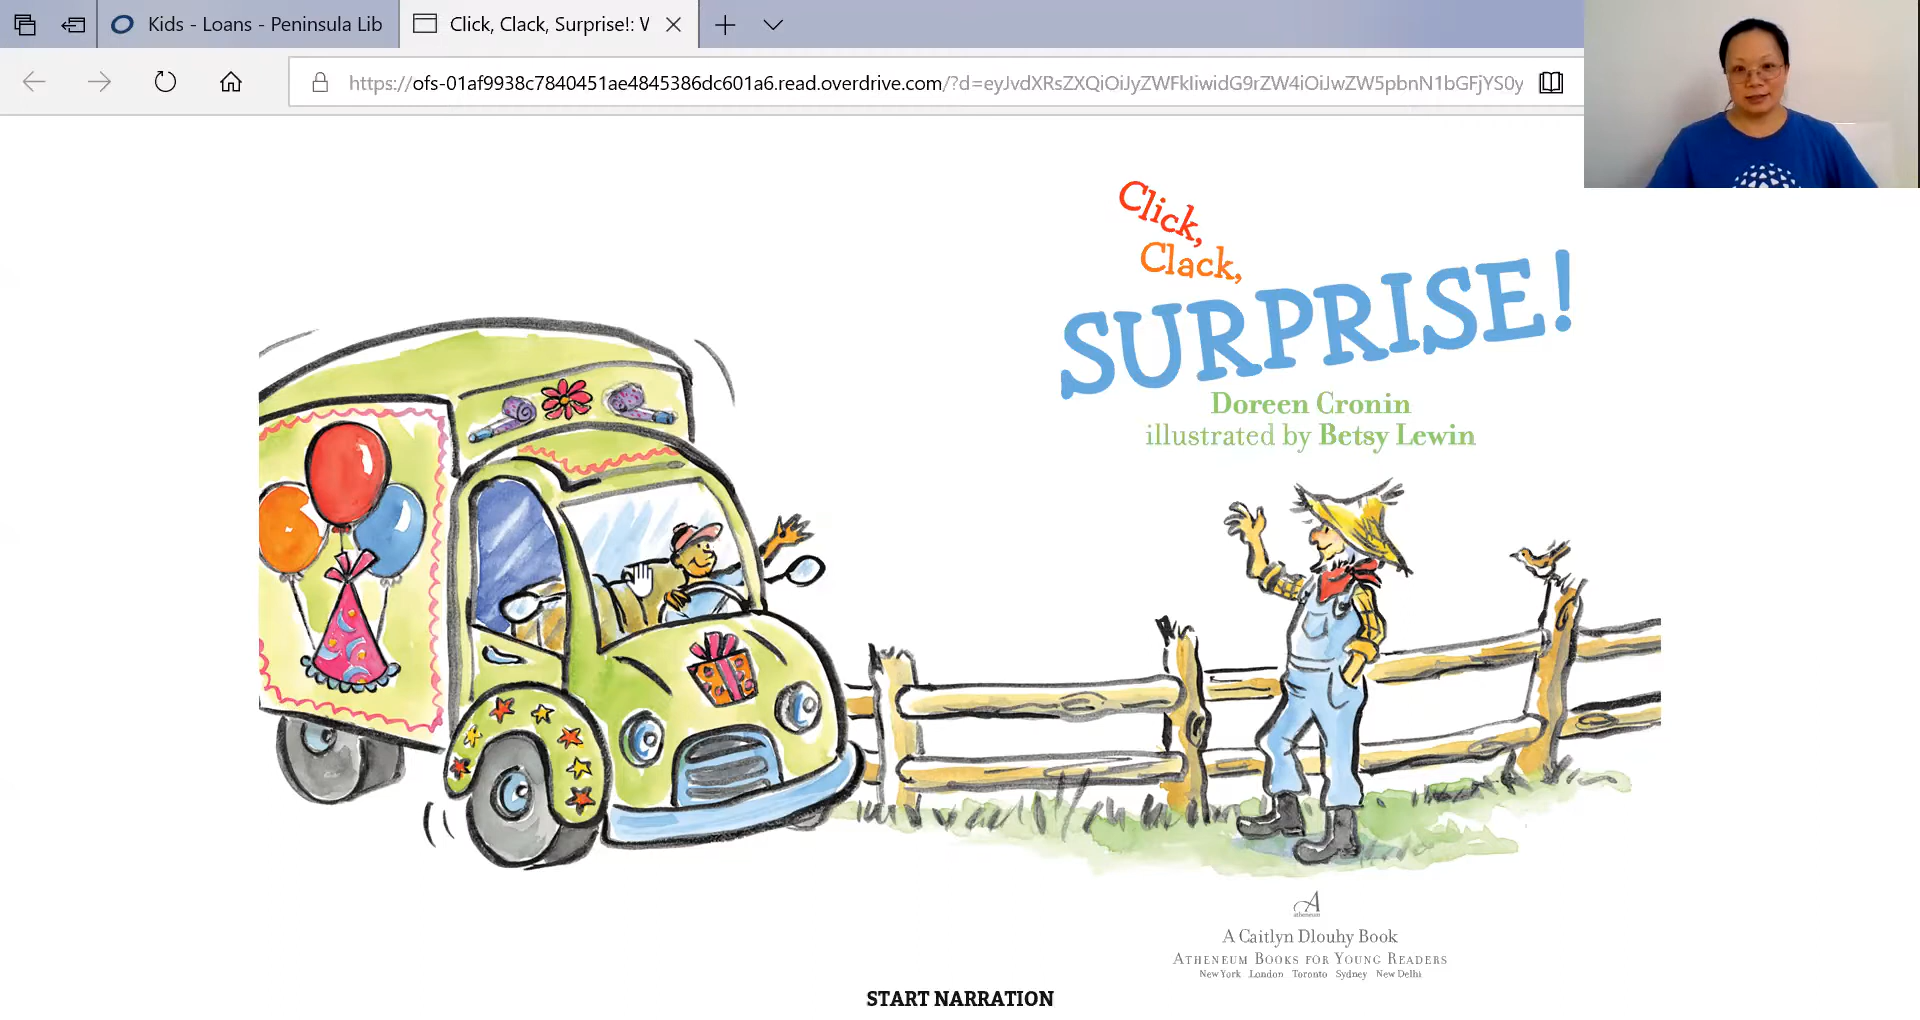 Kids - Loans - Peninsula Lib
Click, Clack, Surprise!: V
https://ofs-01af9938c7840451ae4845386dc601a6.read.overdrive.com/?d=eyJvdXRsZXQiOiJyZWFkIiwidG9rZW4iOiJwZW5pbnN1bGFjYS0y
Click,
Clack,
SURPRISE!
Doreen Cronin
illustrated by Betsy Lewin
A
atheneum
A Caitlyn Dlouhy Book
ATHENEUM BOOKS FOR YOUNG READERS
New York London Toronto Sydney New Delhi
START NARRATION